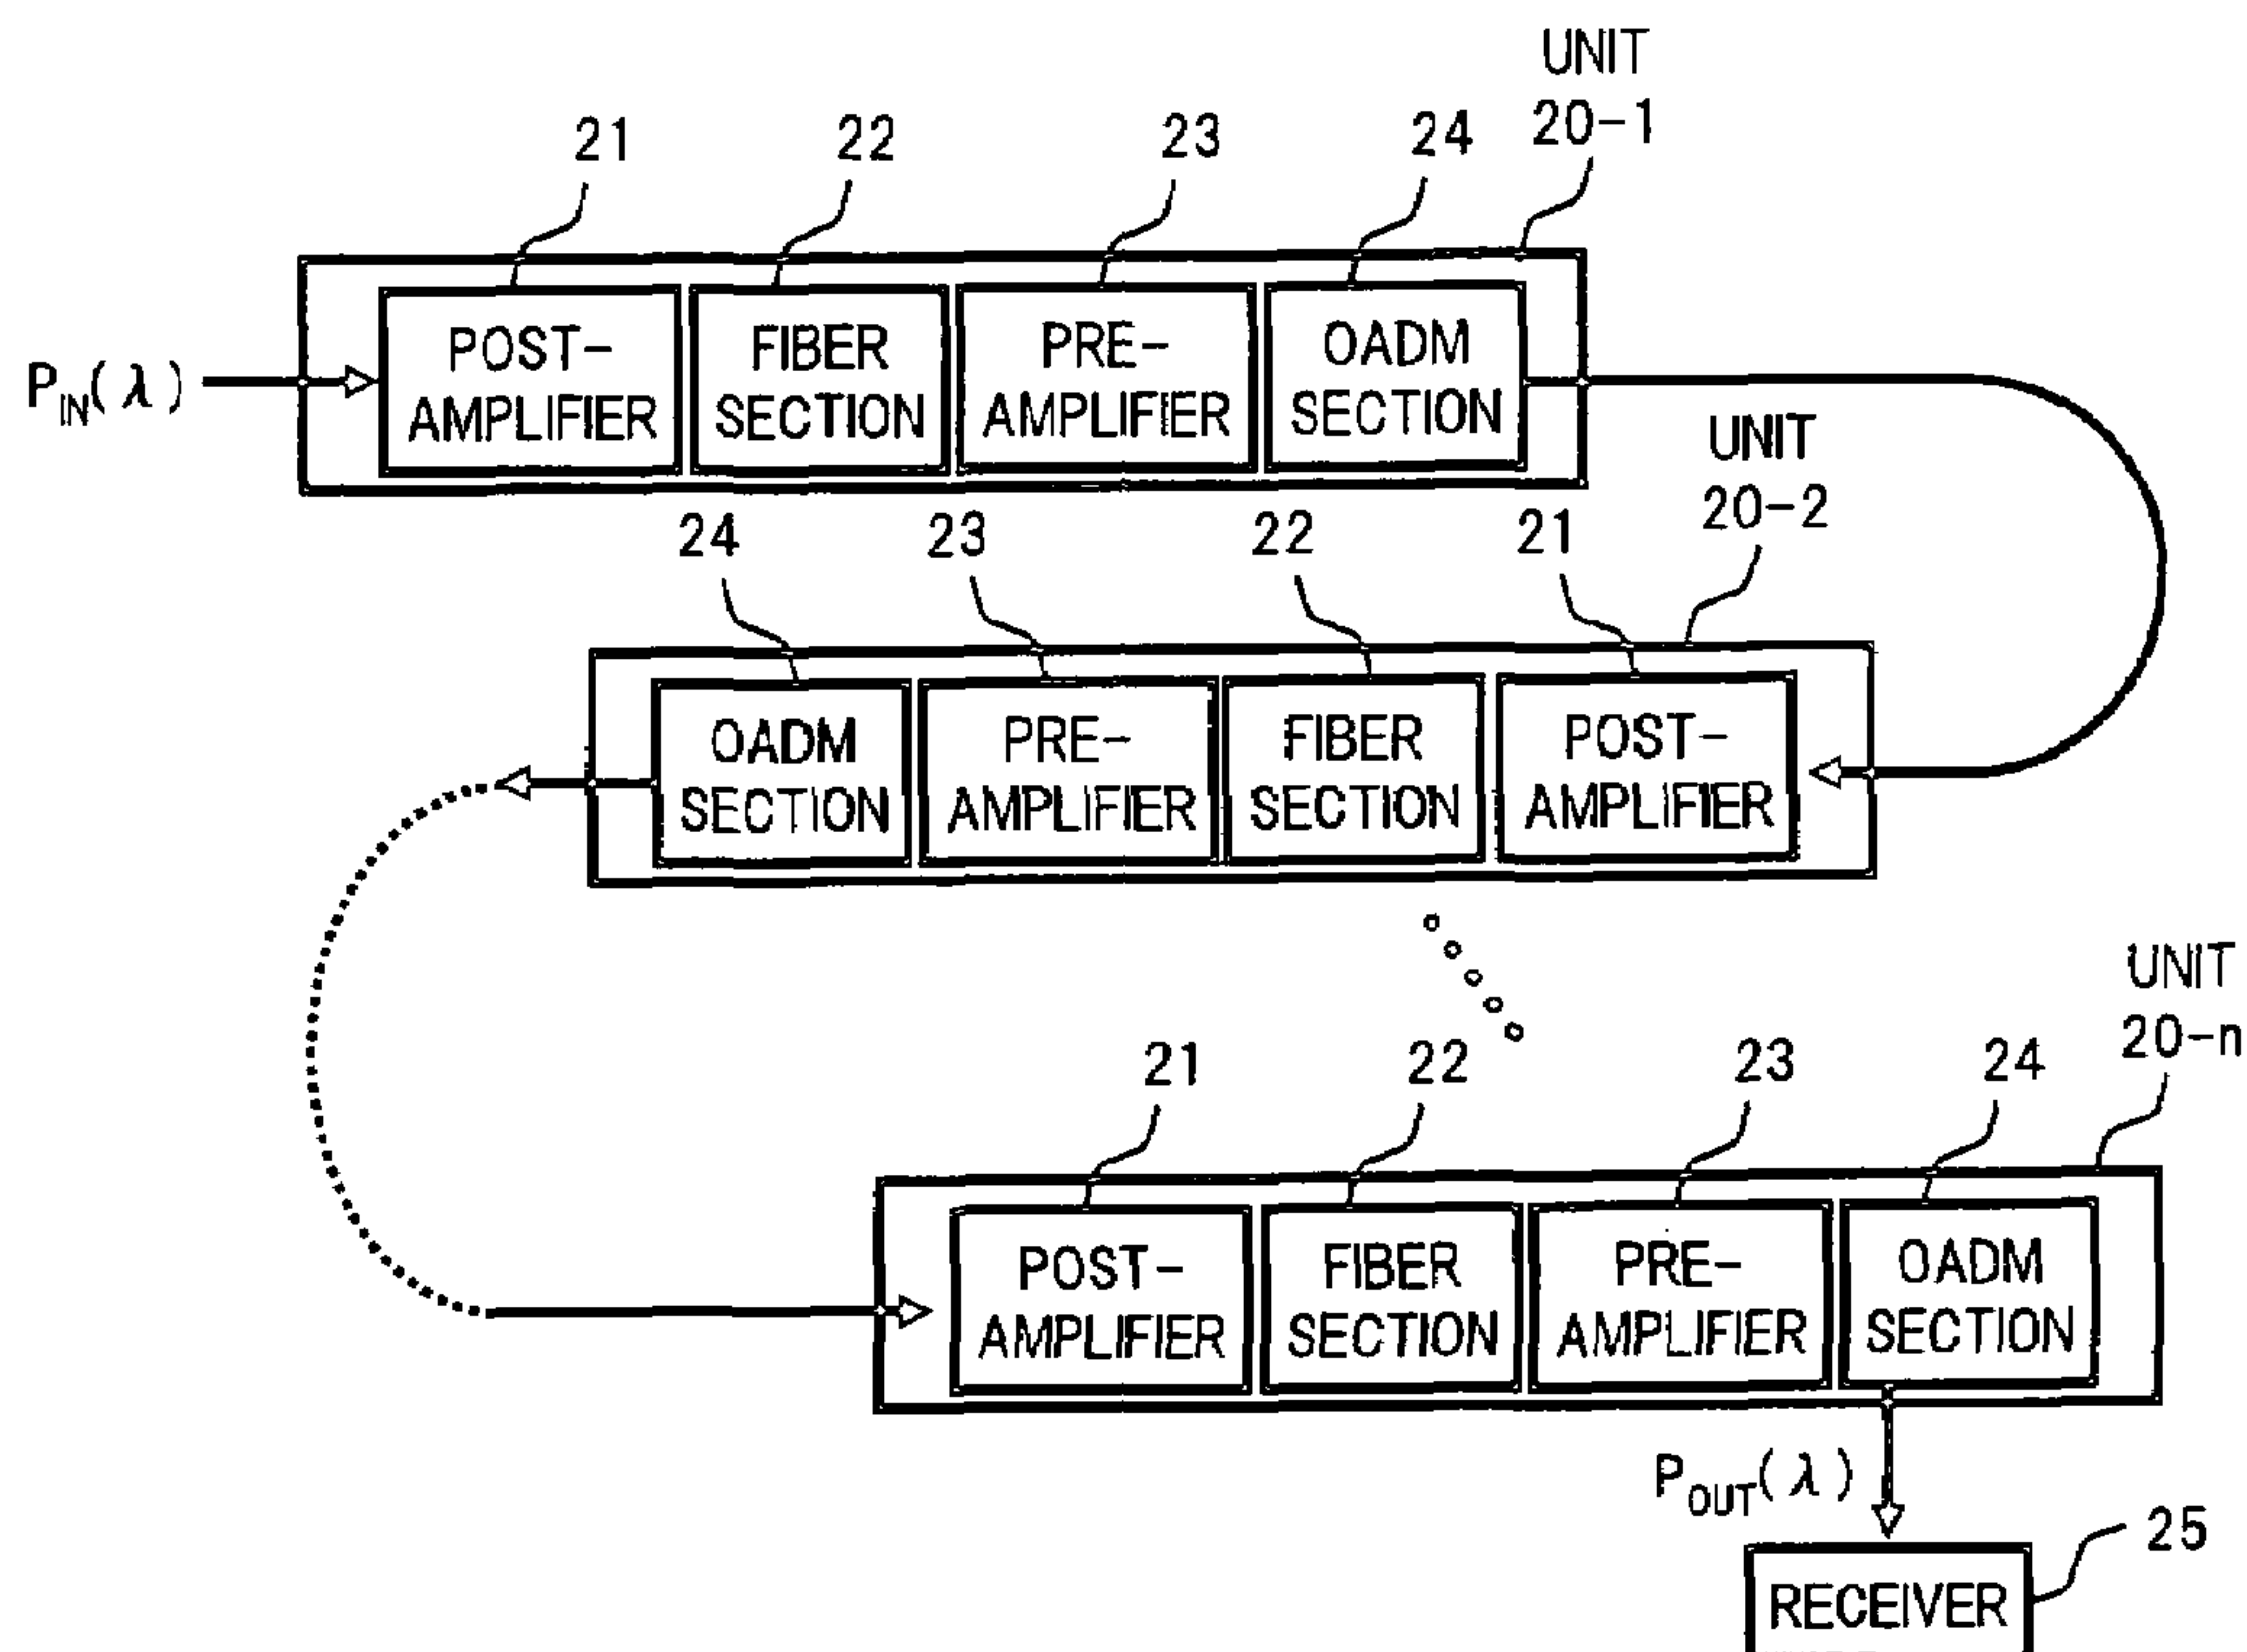 UNIT
20-1
21
22
23
24
P_IN(λ)
POST-
AMPLIFIER
FIBER
SECTION
PRE-
AMPLIFIER
OADM
SECTION
UNIT
20-2
24
23
22
21
OADM
SECTION
PRE-
AMPLIFIER
FIBER
SECTION
POST-
AMPLIFIER
UNIT
20-n
21
22
23
24
POST-
AMPLIFIER
FIBER
SECTION
PRE-
AMPLIFIER
OADM
SECTION
P_OUT(λ)
25
RECEIVER